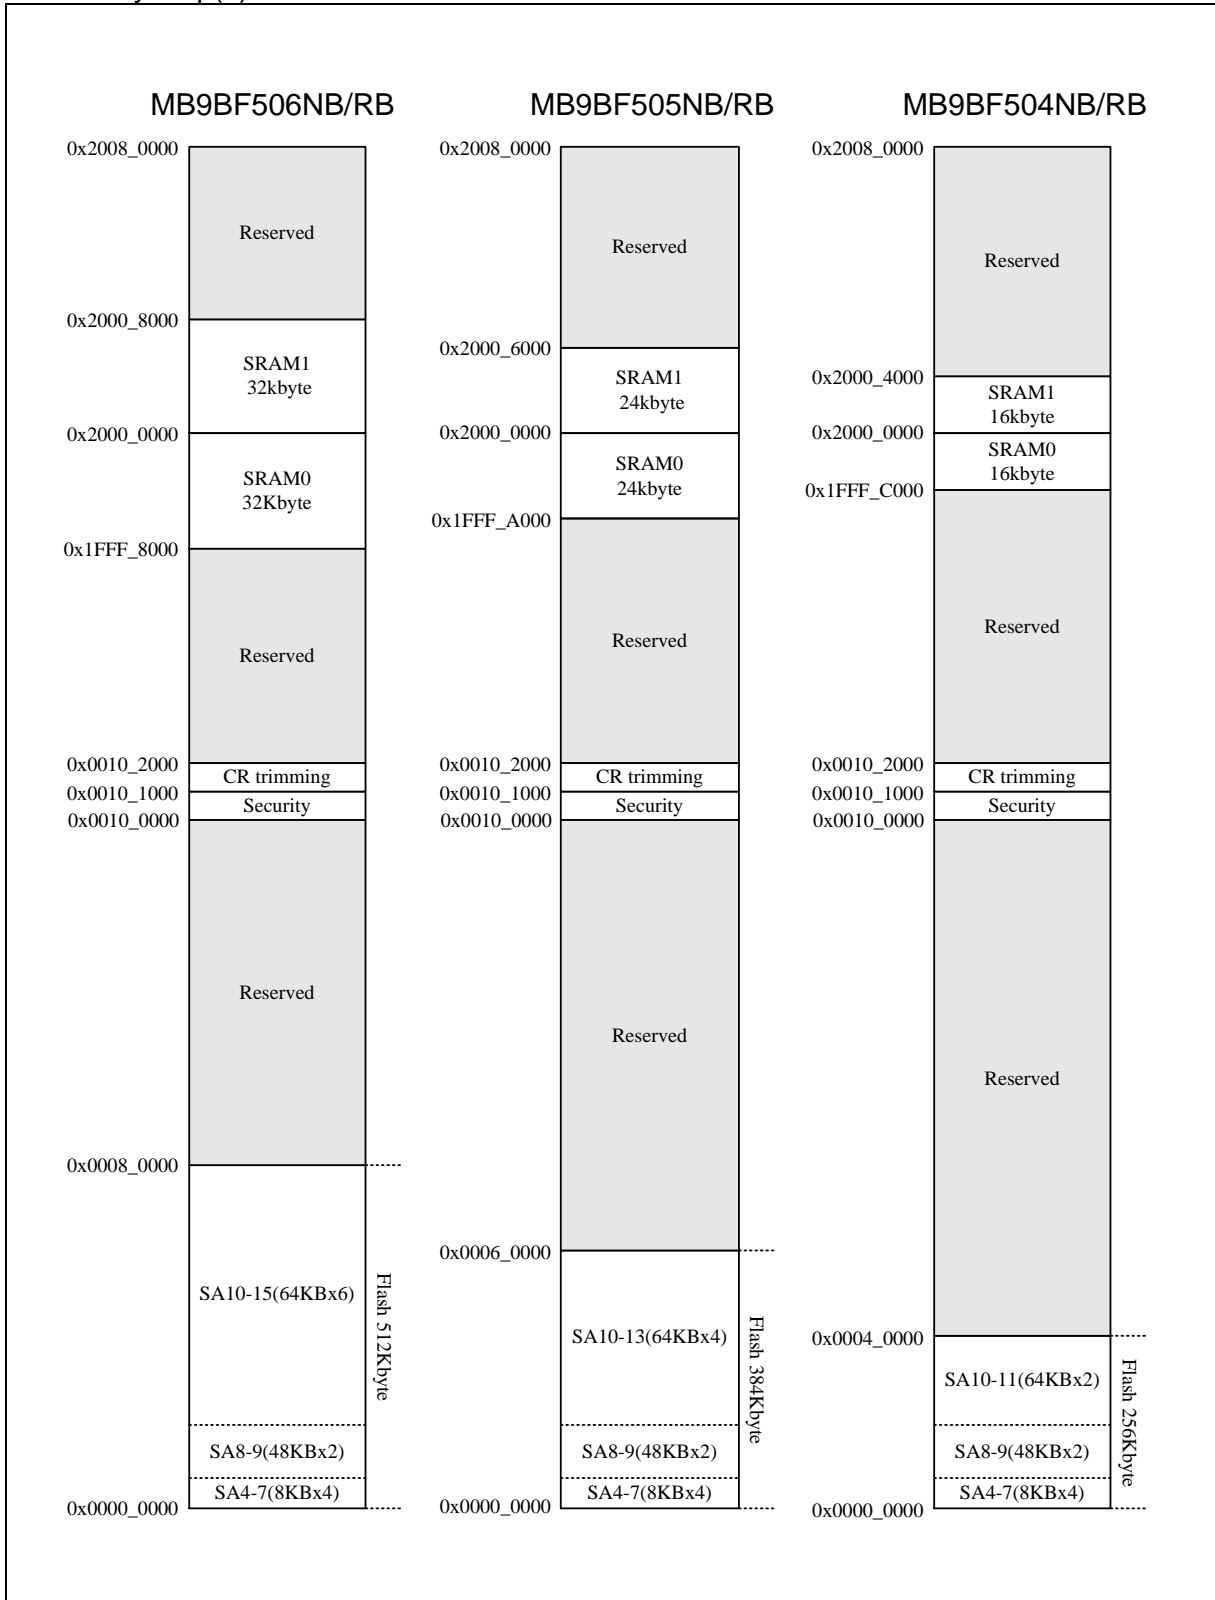 MB9BF506NB/RB
0x2008_0000
Reserved
0x2000_8000
SRAM1
32kbyte
0x2000_0000
SRAM0
32Kbyte
0x1FFF_8000
Reserved
0x0010_2000
CR trimming
0x0010_1000
Security
0x0010_0000
Reserved
0x0008_0000
SA10-15(64KBx6)
Flash 512Kbyte
SA8-9(48KBx2)
SA4-7(8KBx4)
0x0000_0000
MB9BF505NB/RB
0x2008_0000
Reserved
0x2000_6000
SRAM1
24kbyte
0x2000_0000
SRAM0
24kbyte
0x1FFF_A000
Reserved
0x0010_2000
CR trimming
0x0010_1000
Security
0x0010_0000
Reserved
0x0006_0000
SA10-13(64KBx4)
Flash 384Kbyte
SA8-9(48KBx2)
SA4-7(8KBx4)
0x0000_0000
MB9BF504NB/RB
0x2008_0000
Reserved
0x2000_4000
SRAM1
16kbyte
0x2000_0000
SRAM0
16kbyte
0x1FFF_C000
Reserved
0x0010_2000
CR trimming
0x0010_1000
Security
0x0010_0000
Reserved
0x0004_0000
SA10-11(64KBx2)
Flash 256Kbyte
SA8-9(48KBx2)
SA4-7(8KBx4)
0x0000_0000